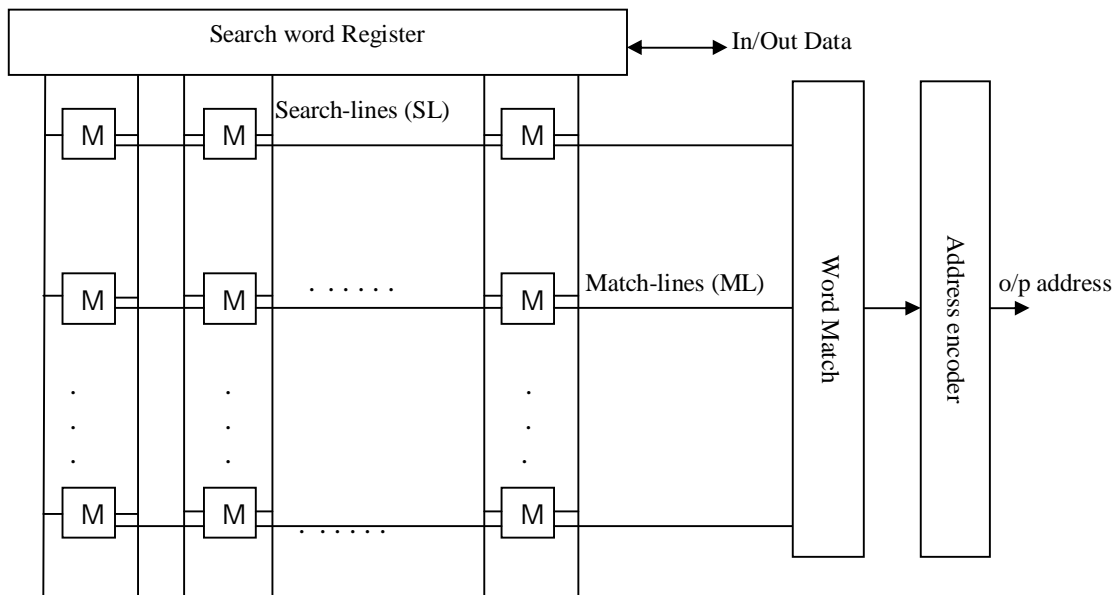 Search word Register
In/Out Data
Search-lines (SL)
M M M
M M . . . . . . M Match-lines (ML)
Word Match
Address encoder
o/p address
. . .
. . .
. . .
M M M
. . . . . .